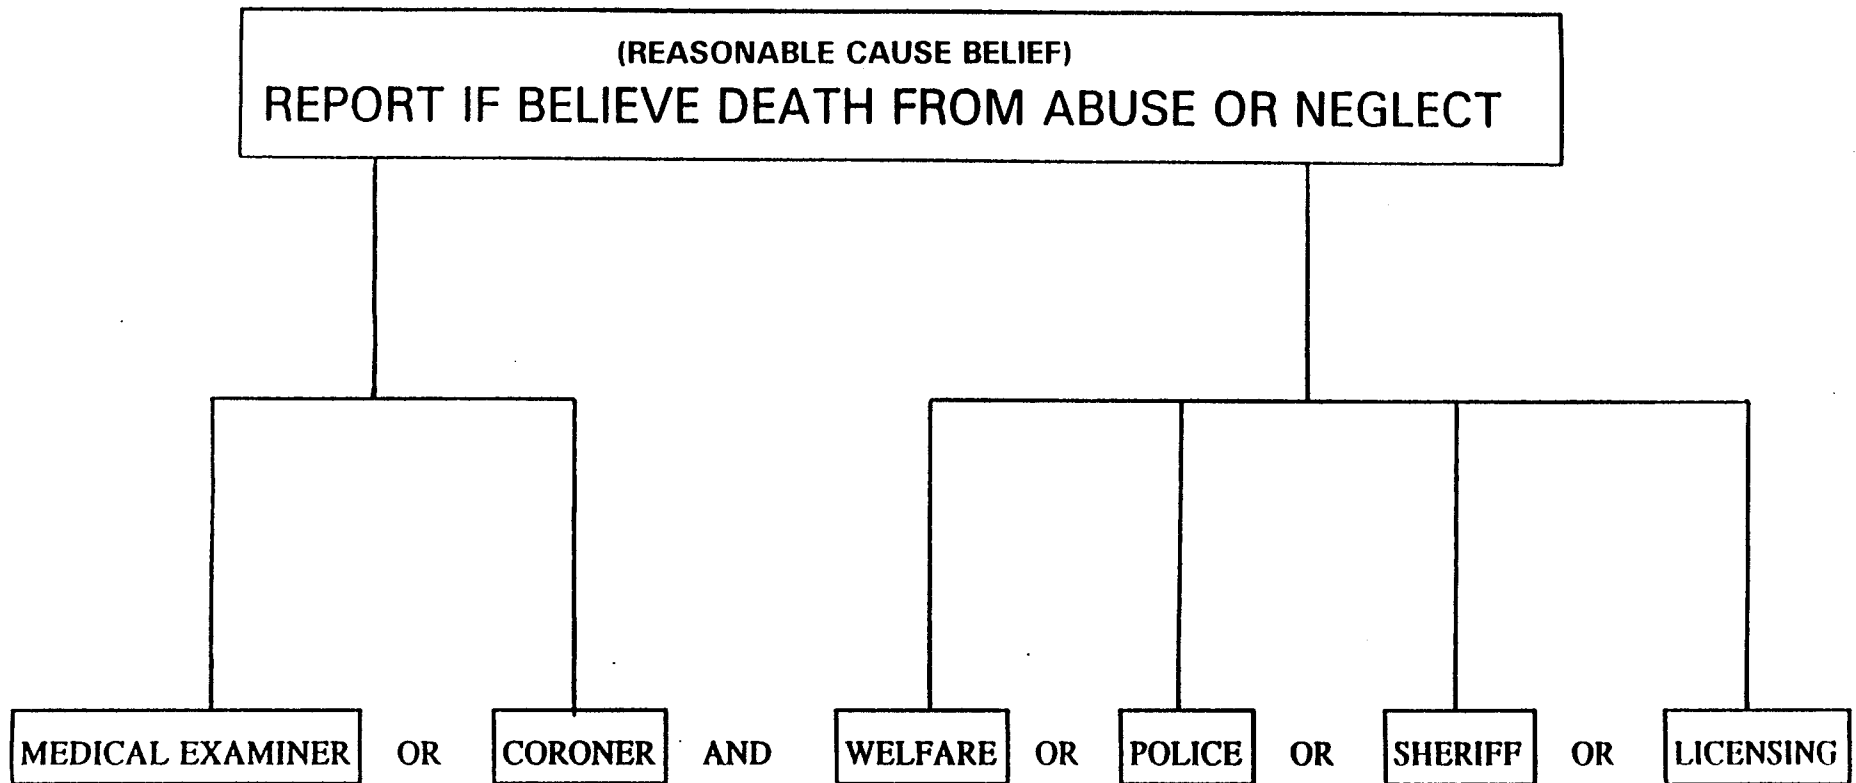 (REASONABLE CAUSE BELIEF)
REPORT IF BELIEVE DEATH FROM ABUSE OR NEGLECT
MEDICAL EXAMINER OR CORONER AND WELFARE OR POLICE OR SHERIFF OR LICENSING